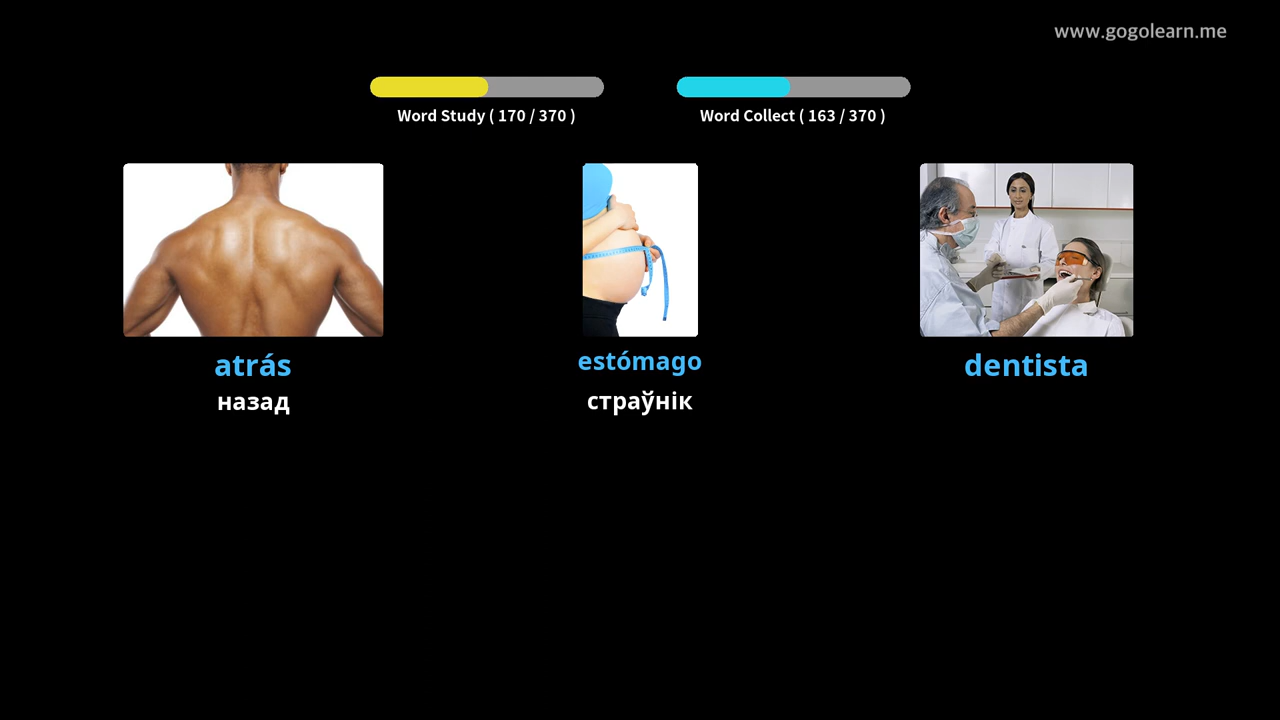 www.gogolearn.me
Word Study ( 170 / 370 )
Word Collect ( 163 / 370 )
atrás
назад
estómago
страўнік
dentista